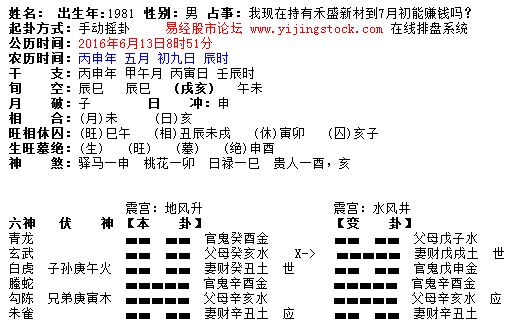 姓名: 出生年:1981 性别: 男 占事: 我现在持有禾盛新材到7月初能赚钱吗?
起卦方式: 手动摇卦 易经股市论坛 www.yijingstock.com 在线排盘系统
公历时间: 2016年6月13日8时51分
农历时间: 丙申年 五月 初九日 辰时
干 支: 丙申年 甲午月 丙寅日 壬辰时
旬 空: 辰巳 辰巳 (戌亥) 午未
月 破: 子 日 冲: 申
相 合: (月)未 (日)亥
旺相休囚: (旺)巳午 (相)丑辰未戌 (休)寅卯 (囚)亥子
生旺墓绝: (生) (旺) (墓) (绝)申酉
神 煞: 驿马—申 桃花—卯 日禄—巳 贵人—酉,亥
震宫: 地风升 震宫: 水风井
六神 伏 神 【本 卦】 【变 卦】
青龙 官鬼癸酉金 父母戊子水
玄武 父母癸亥水 X-> 妻财戊戌土 世
白虎 子孙庚午火 妻财癸丑土 世 官鬼戊申金
螣蛇 官鬼辛酉金 官鬼辛酉金
勾陈 兄弟庚寅木 父母辛亥水 父母辛亥水 应
朱雀 妻财辛丑土 应 妻财辛丑土